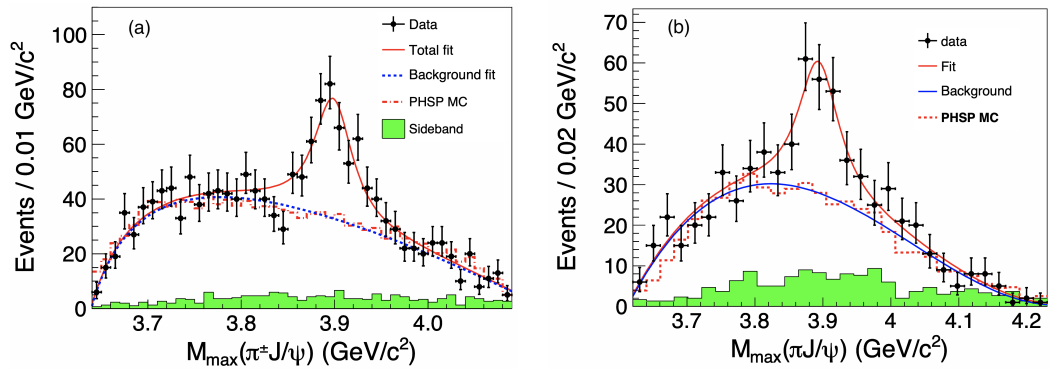 (a)
Data
Total fit
Background fit
PHSP MC
Sideband
Events / 0.01 GeV/c²
100
80
60
40
20
0
3.7 3.8 3.9 4.0
M_max(π±J/ψ) (GeV/c²)
(b)
data
Fit
Background
PHSP MC
Events / 0.02 GeV/c²
70
60
50
40
30
20
10
0
3.7 3.8 3.9 4 4.1 4.2
M_max(πJ/ψ) (GeV/c²)